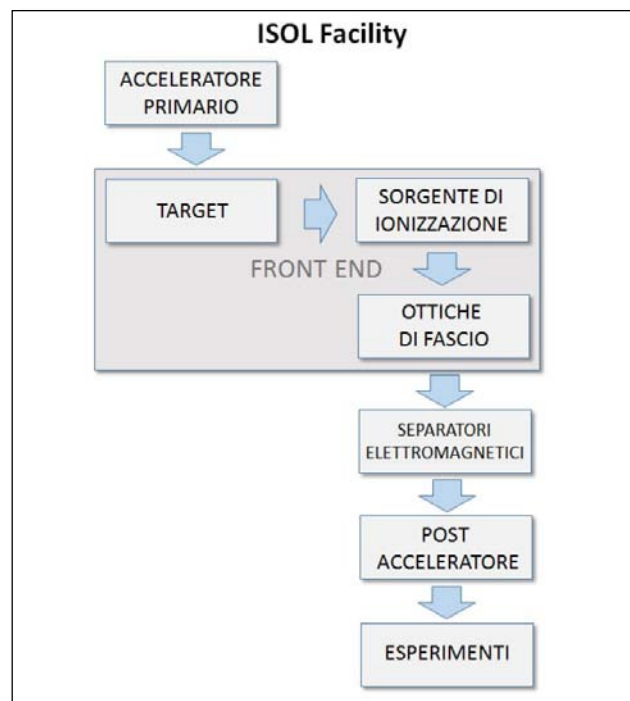 ISOL Facility
ACCELERATORE
PRIMARIO
TARGET
SORGENTE DI
IONIZZAZIONE
FRONT END
OTTICHE
DI FASCIO
SEPARATORI
ELETTROMAGNETICI
POST
ACCELERATORE
ESPERIMENTI